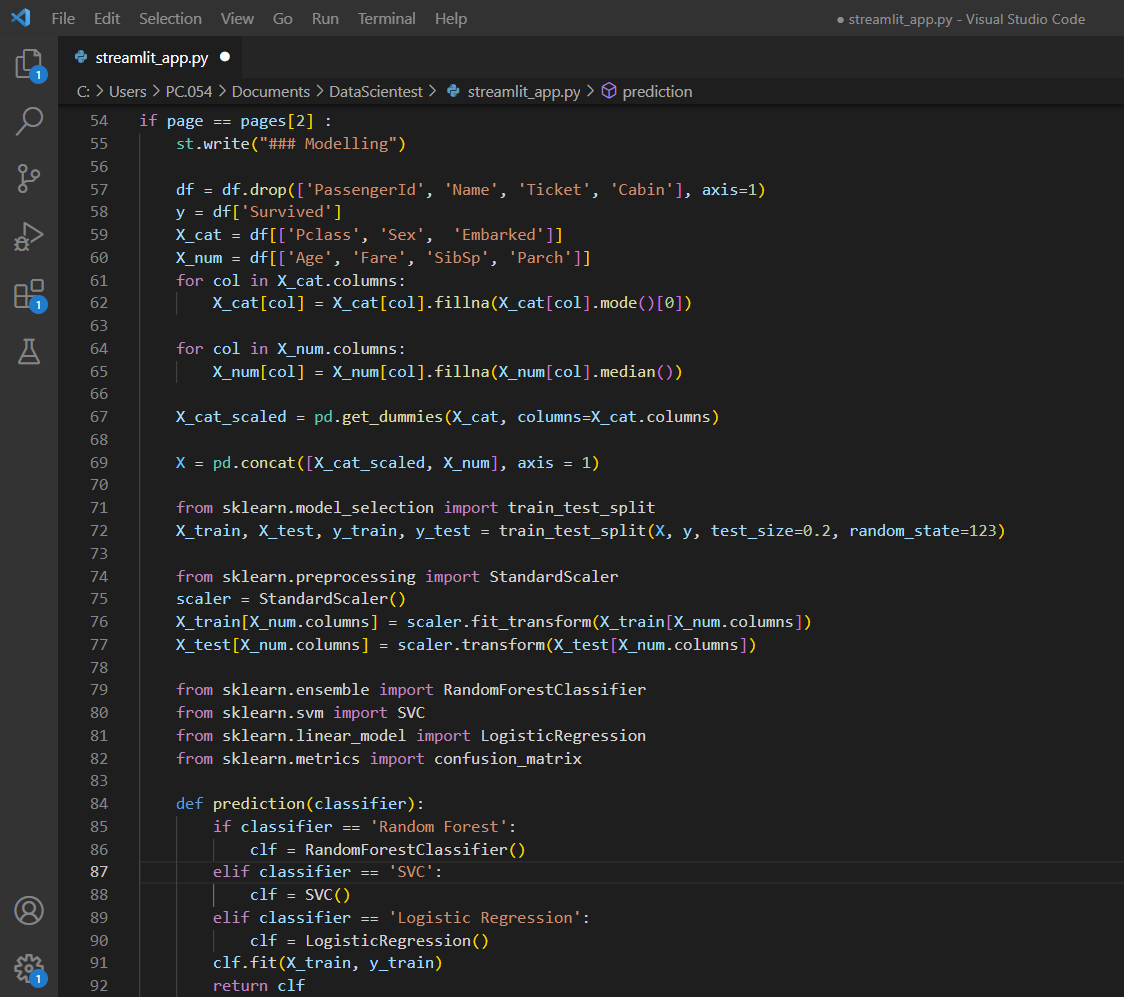 File Edit Selection View Go Run Terminal Help ● streamlit_app.py - Visual Studio Code
streamlit_app.py ●
C: > Users > PC.054 > Documents > DataScientest > streamlit_app.py > prediction
1
1
1
54 if page == pages[2] :
55     st.write("### Modelling")
56
57     df = df.drop(['PassengerId', 'Name', 'Ticket', 'Cabin'], axis=1)
58     y = df['Survived']
59     X_cat = df[['Pclass', 'Sex',  'Embarked']]
60     X_num = df[['Age', 'Fare', 'SibSp', 'Parch']]
61     for col in X_cat.columns:
62         X_cat[col] = X_cat[col].fillna(X_cat[col].mode()[0])
63
64     for col in X_num.columns:
65         X_num[col] = X_num[col].fillna(X_num[col].median())
66
67     X_cat_scaled = pd.get_dummies(X_cat, columns=X_cat.columns)
68
69     X = pd.concat([X_cat_scaled, X_num], axis = 1)
70
71     from sklearn.model_selection import train_test_split
72     X_train, X_test, y_train, y_test = train_test_split(X, y, test_size=0.2, random_state=123)
73
74     from sklearn.preprocessing import StandardScaler
75     scaler = StandardScaler()
76     X_train[X_num.columns] = scaler.fit_transform(X_train[X_num.columns])
77     X_test[X_num.columns] = scaler.transform(X_test[X_num.columns])
78
79     from sklearn.ensemble import RandomForestClassifier
80     from sklearn.svm import SVC
81     from sklearn.linear_model import LogisticRegression
82     from sklearn.metrics import confusion_matrix
83
84     def prediction(classifier):
85         if classifier == 'Random Forest':
86             clf = RandomForestClassifier()
87         elif classifier == 'SVC':
88             clf = SVC()
89         elif classifier == 'Logistic Regression':
90             clf = LogisticRegression()
91         clf.fit(X_train, y_train)
92         return clf